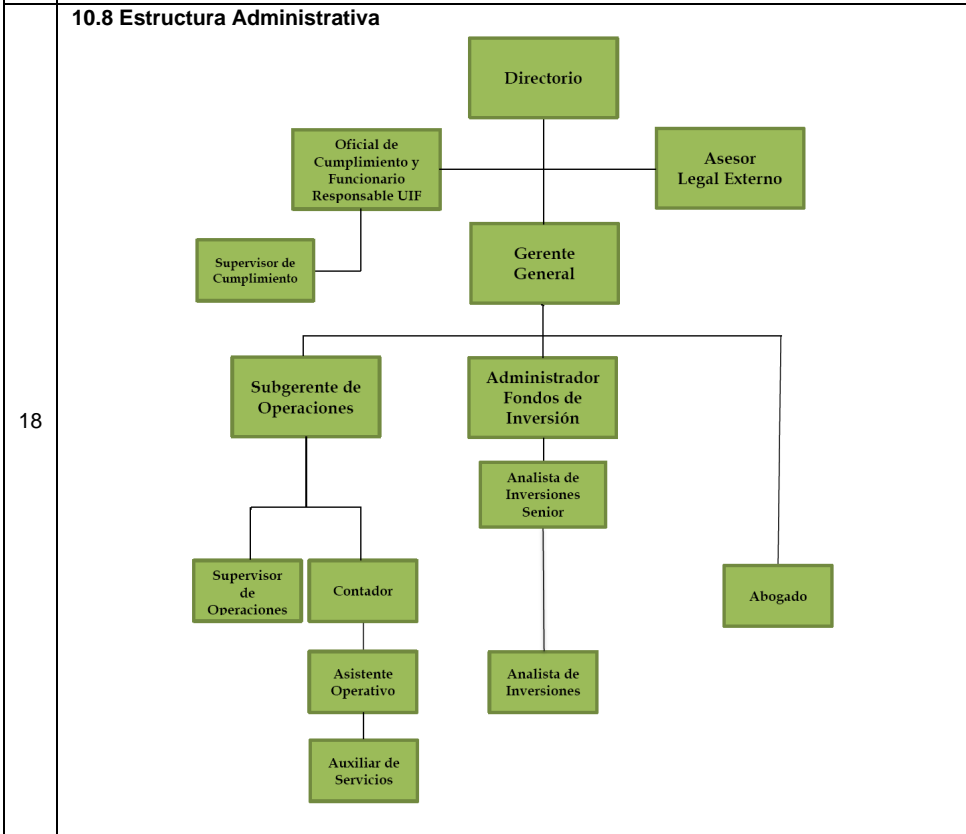 10.8 Estructura Administrativa
Directorio
Oficial de
Cumplimiento y
Funcionario
Responsable UIF
Asesor
Legal Externo
Supervisor de
Cumplimiento
Gerente
General
Subgerente de
Operaciones
Administrador
Fondos de
Inversión
18
Analista de
Inversiones
Senior
Supervisor
de
Operaciones
Contador
Abogado
Asistente
Operativo
Analista de
Inversiones
Auxiliar de
Servicios